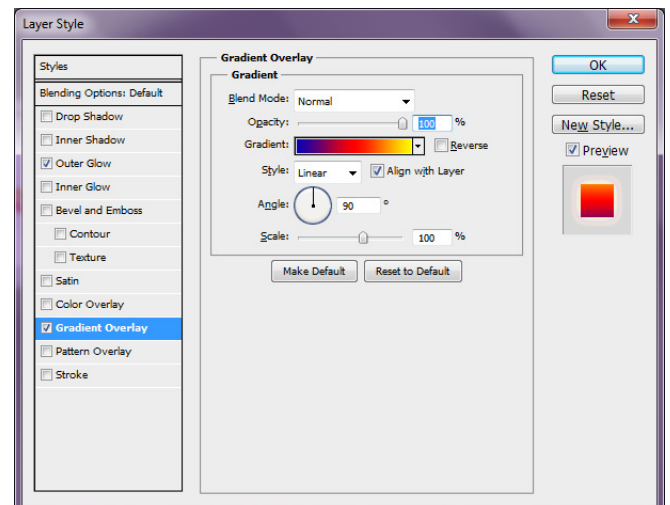 Layer Style
Styles
Blending Options: Default
Drop Shadow
Inner Shadow
Outer Glow
Inner Glow
Bevel and Emboss
Contour
Texture
Satin
Color Overlay
Gradient Overlay
Pattern Overlay
Stroke
Gradient Overlay
Gradient
Blend Mode: Normal
Opacity: 100 %
Gradient: Reverse
Style: Linear Align with Layer
Angle: 90 °
Scale: 100 %
Make Default Reset to Default
OK
Reset
New Style...
Preview